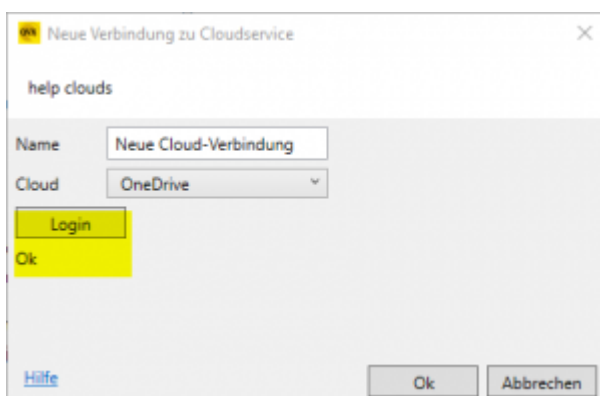 Neue Verbindung zu Cloudservice
help clouds
Name Neue Cloud-Verbindung
Cloud OneDrive
Login
Ok
Hilfe Ok Abbrechen